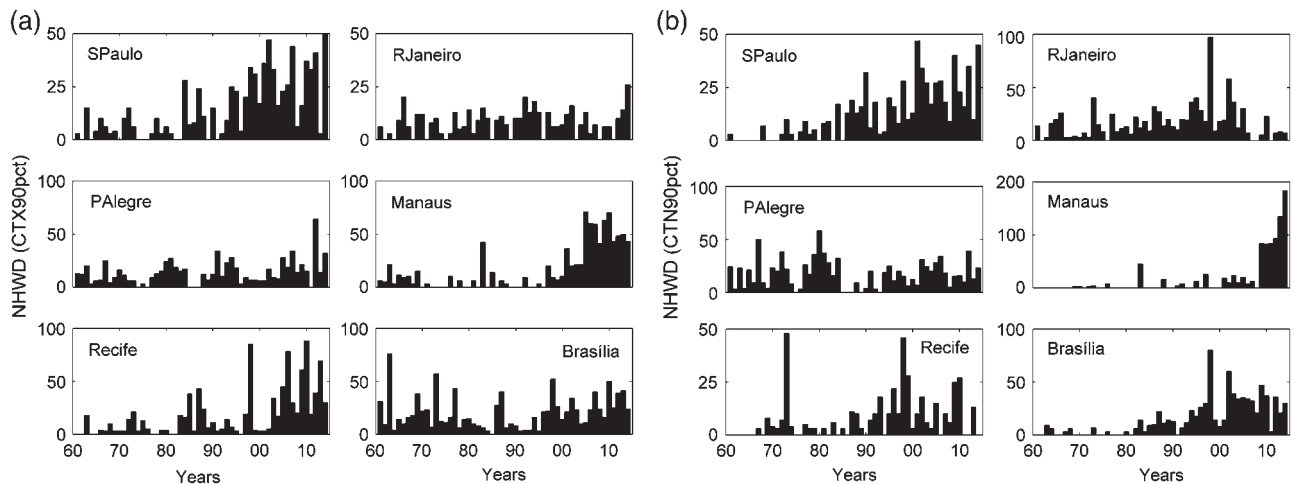 (a)
NHWD (CTX90pct)
50
25
0
SPaulo
50
25
0
RJaneiro
100
50
0
PAlegre
100
50
0
Manaus
100
50
0
Recife
60 70 80 90 00 10
Years
100
50
0
Brasília
60 70 80 90 00 10
Years
(b)
NHWD (CTN90pct)
50
25
0
SPaulo
100
50
0
RJaneiro
100
50
0
PAlegre
200
100
0
Manaus
50
25
0
Recife
60 70 80 90 00 10
Years
100
50
0
Brasília
60 70 80 90 00 10
Years